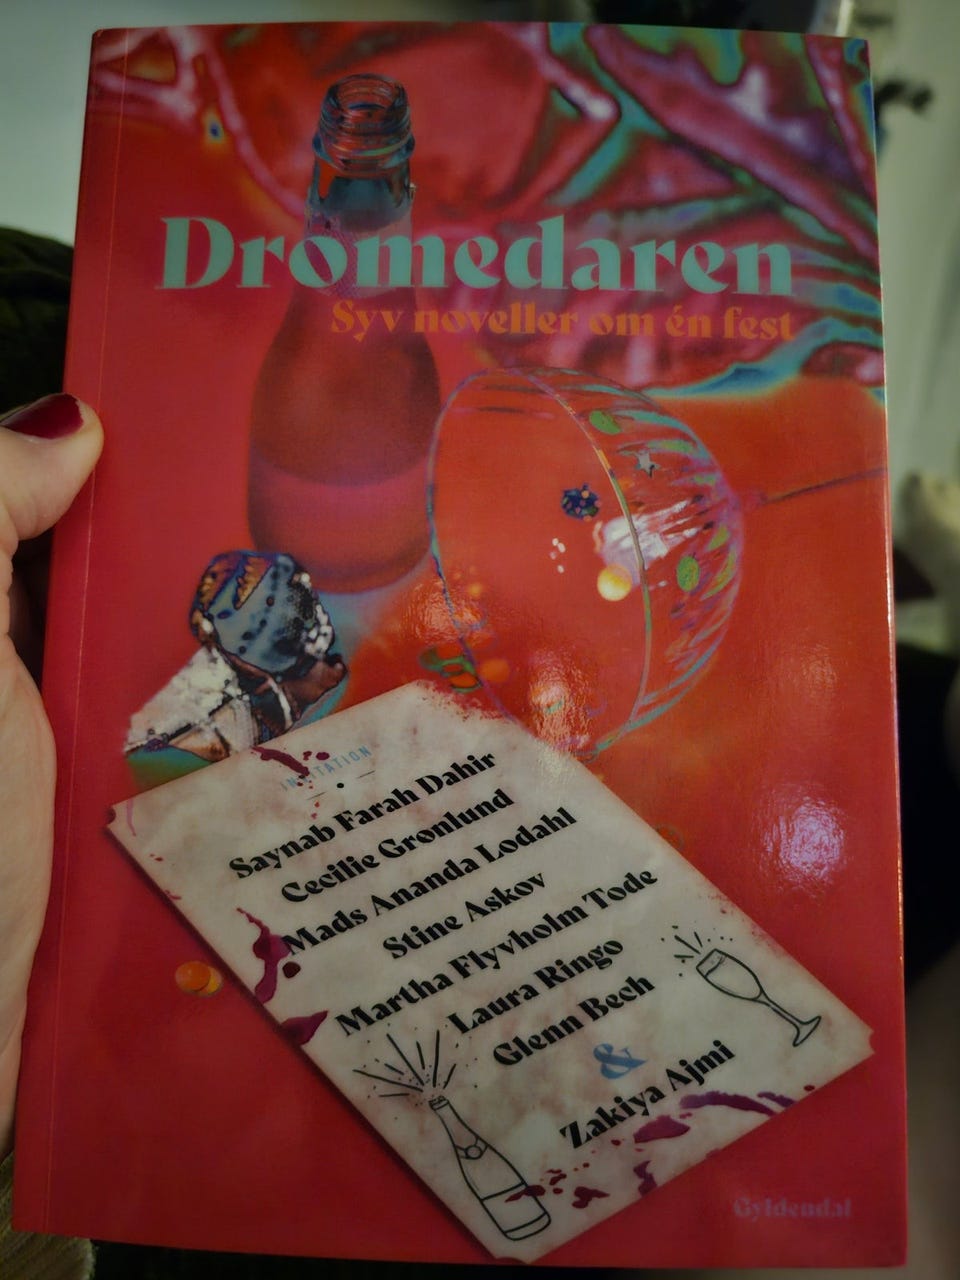 Dromedaren
Syv noveller om én fest
INVITATION
Saynab Farah Dahir
Cecilie Grønlund
Mads Ananda Lodahl
Stine Askov
Martha Flyvholm Tode
Laura Ringo
Glenn Bech
&
Zakiya Ajmi
Gyldendal